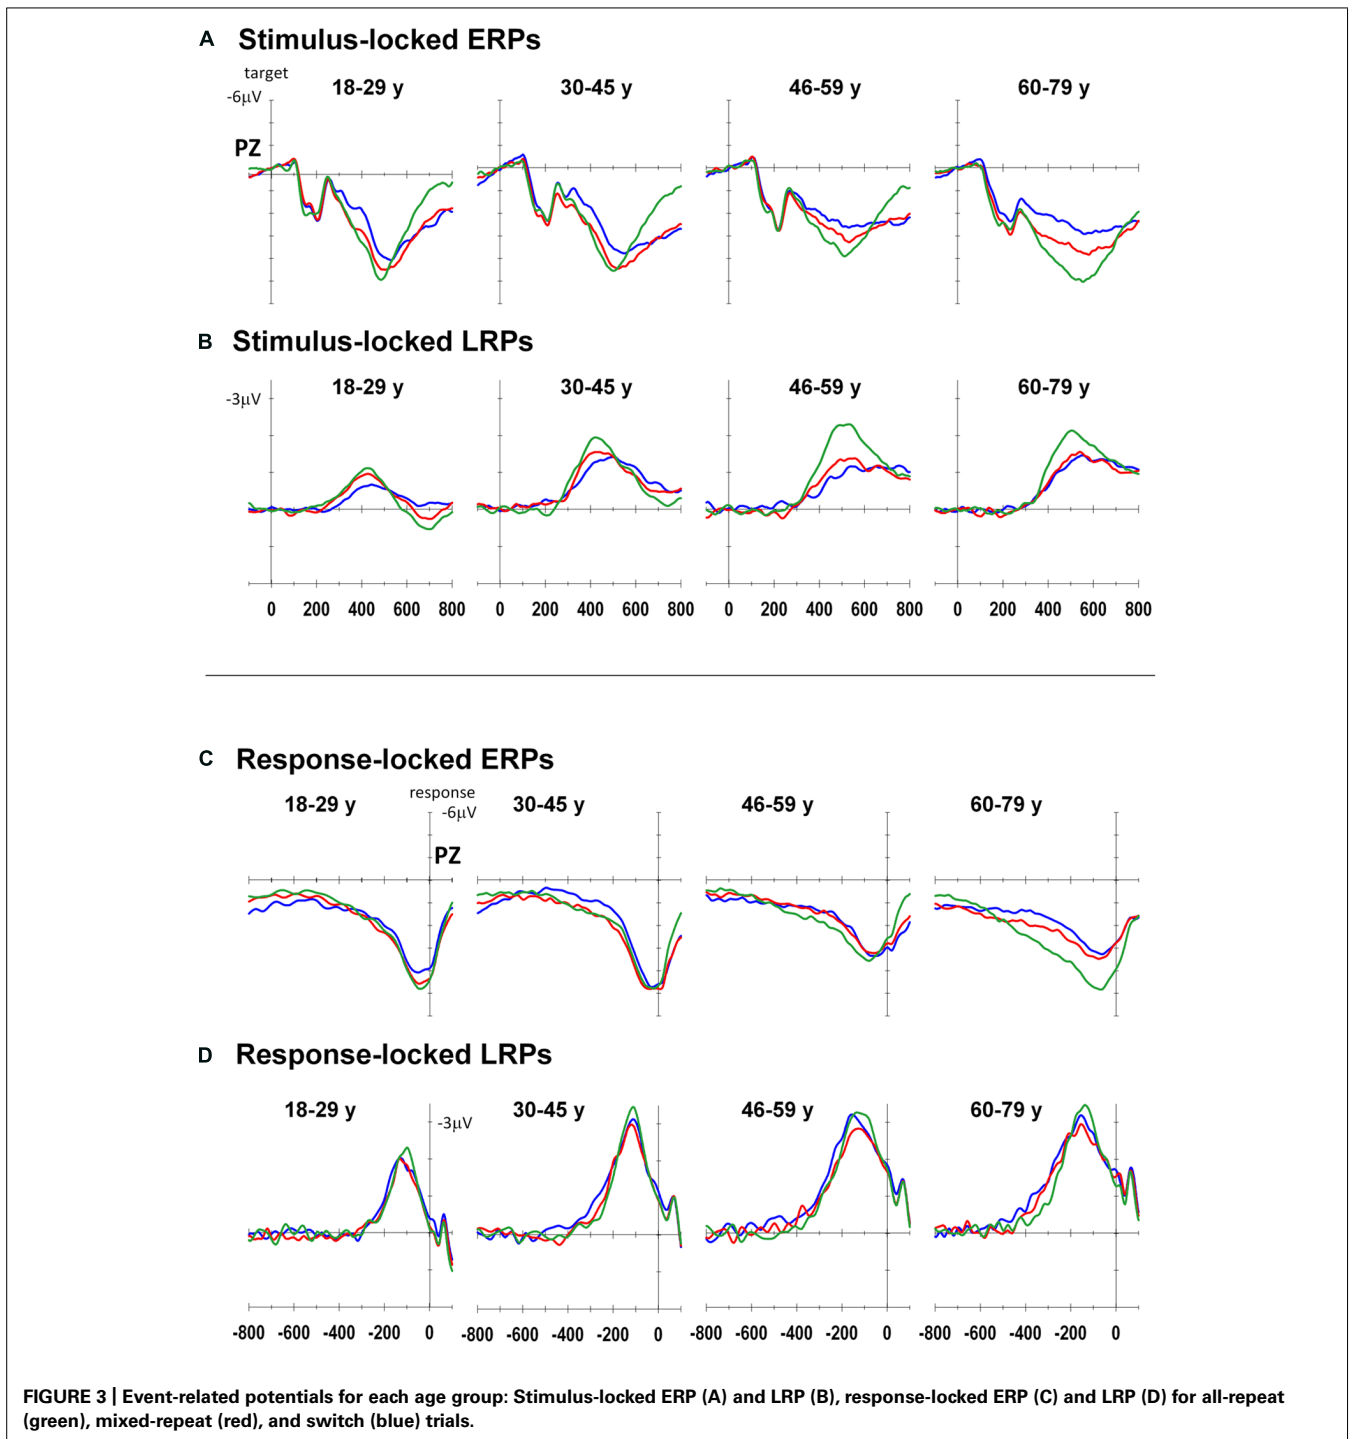 A Stimulus-locked ERPs
target
-6µV
18-29 y 30-45 y 46-59 y 60-79 y
PZ
B Stimulus-locked LRPs
18-29 y 30-45 y 46-59 y 60-79 y
-3µV
0 200 400 600 800 0 200 400 600 800 0 200 400 600 800 0 200 400 600 800
C Response-locked ERPs
response
18-29 y 30-45 y 46-59 y 60-79 y
-6µV
PZ
D Response-locked LRPs
18-29 y 30-45 y 46-59 y 60-79 y
-3µV
-800 -600 -400 -200 0 -800 -600 -400 -200 0 -800 -600 -400 -200 0 -800 -600 -400 -200 0
FIGURE 3 | Event-related potentials for each age group: Stimulus-locked ERP (A) and LRP (B), response-locked ERP (C) and LRP (D) for all-repeat
(green), mixed-repeat (red), and switch (blue) trials.